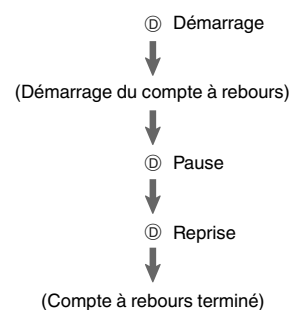 Ⓓ Démarrage
(Démarrage du compte à rebours)
Ⓓ Pause
Ⓓ Reprise
(Compte à rebours terminé)